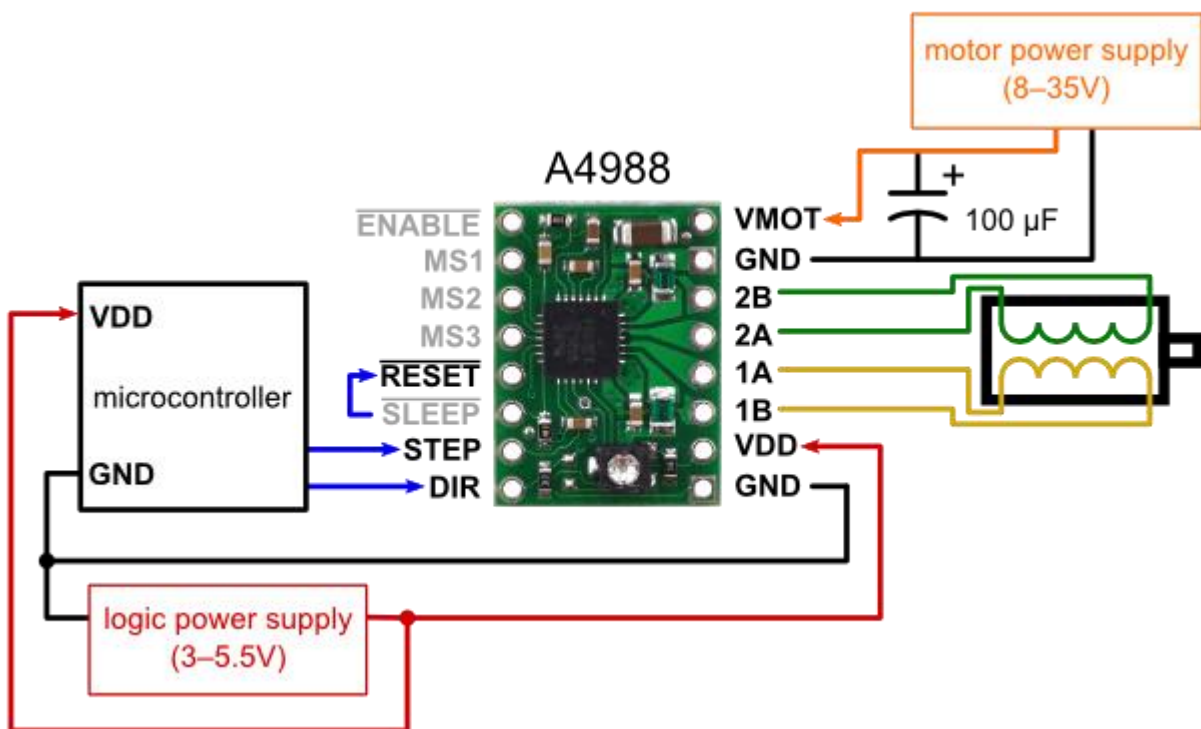 motor power supply
(8–35V)
A4988
+
100 µF
ENABLE
MS1
MS2
MS3
RESET
SLEEP
STEP
DIR
VMOT
GND
2B
2A
1A
1B
VDD
GND
VDD
microcontroller
GND
logic power supply
(3–5.5V)